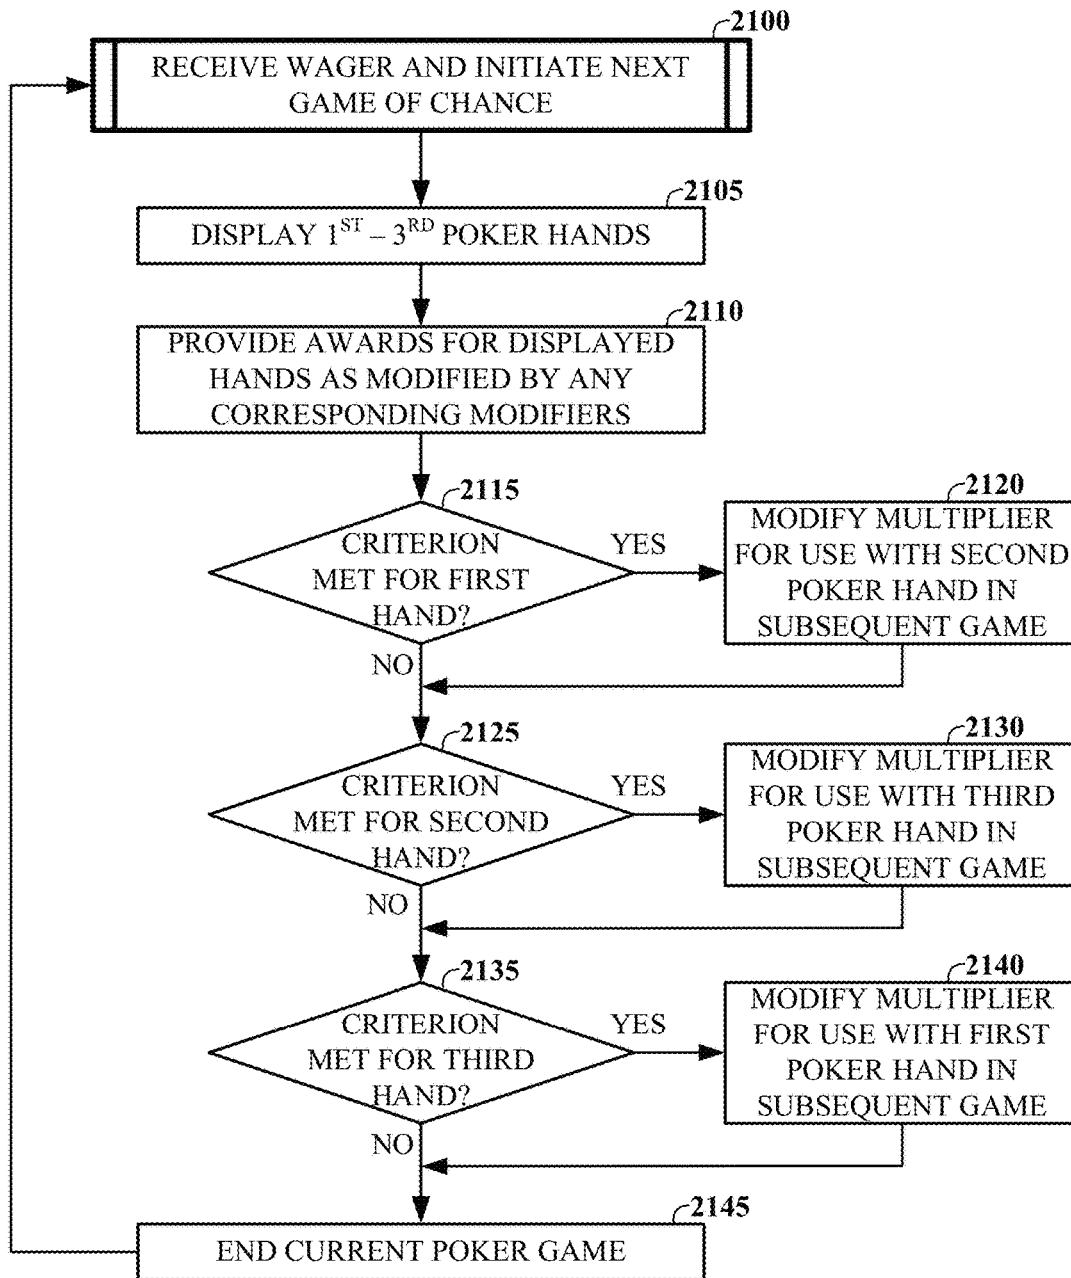 2100
RECEIVE WAGER AND INITIATE NEXT
GAME OF CHANCE
2105
DISPLAY 1ST – 3RD POKER HANDS
2110
PROVIDE AWARDS FOR DISPLAYED
HANDS AS MODIFIED BY ANY
CORRESPONDING MODIFIERS
2115
CRITERION
MET FOR FIRST
HAND?
YES
NO
2120
MODIFY MULTIPLIER
FOR USE WITH SECOND
POKER HAND IN
SUBSEQUENT GAME
2125
CRITERION
MET FOR SECOND
HAND?
YES
NO
2130
MODIFY MULTIPLIER
FOR USE WITH THIRD
POKER HAND IN
SUBSEQUENT GAME
2135
CRITERION
MET FOR THIRD
HAND?
YES
NO
2140
MODIFY MULTIPLIER
FOR USE WITH FIRST
POKER HAND IN
SUBSEQUENT GAME
2145
END CURRENT POKER GAME